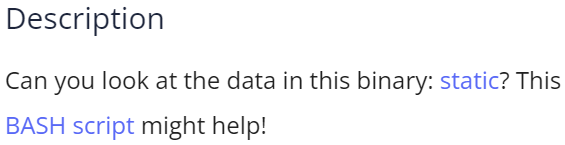 Description
Can you look at the data in this binary: static? This
BASH script might help!